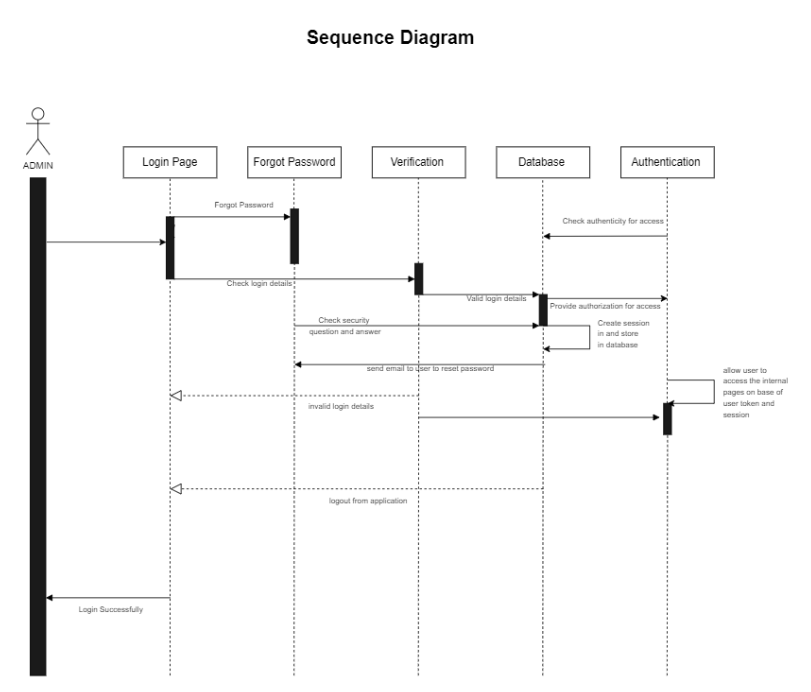 Sequence Diagram
ADMIN
Login Page
Forgot Password
Verification
Database
Authentication
Forgot Password
Check authenticity for access
Check login details
Valid login details
Provide authorization for access
Check security
question and answer
Create session
in and store
in database
send email to user to reset password
allow user to
access the internal
pages on base of
user token and
session
invalid login details
logout from application
Login Successfully